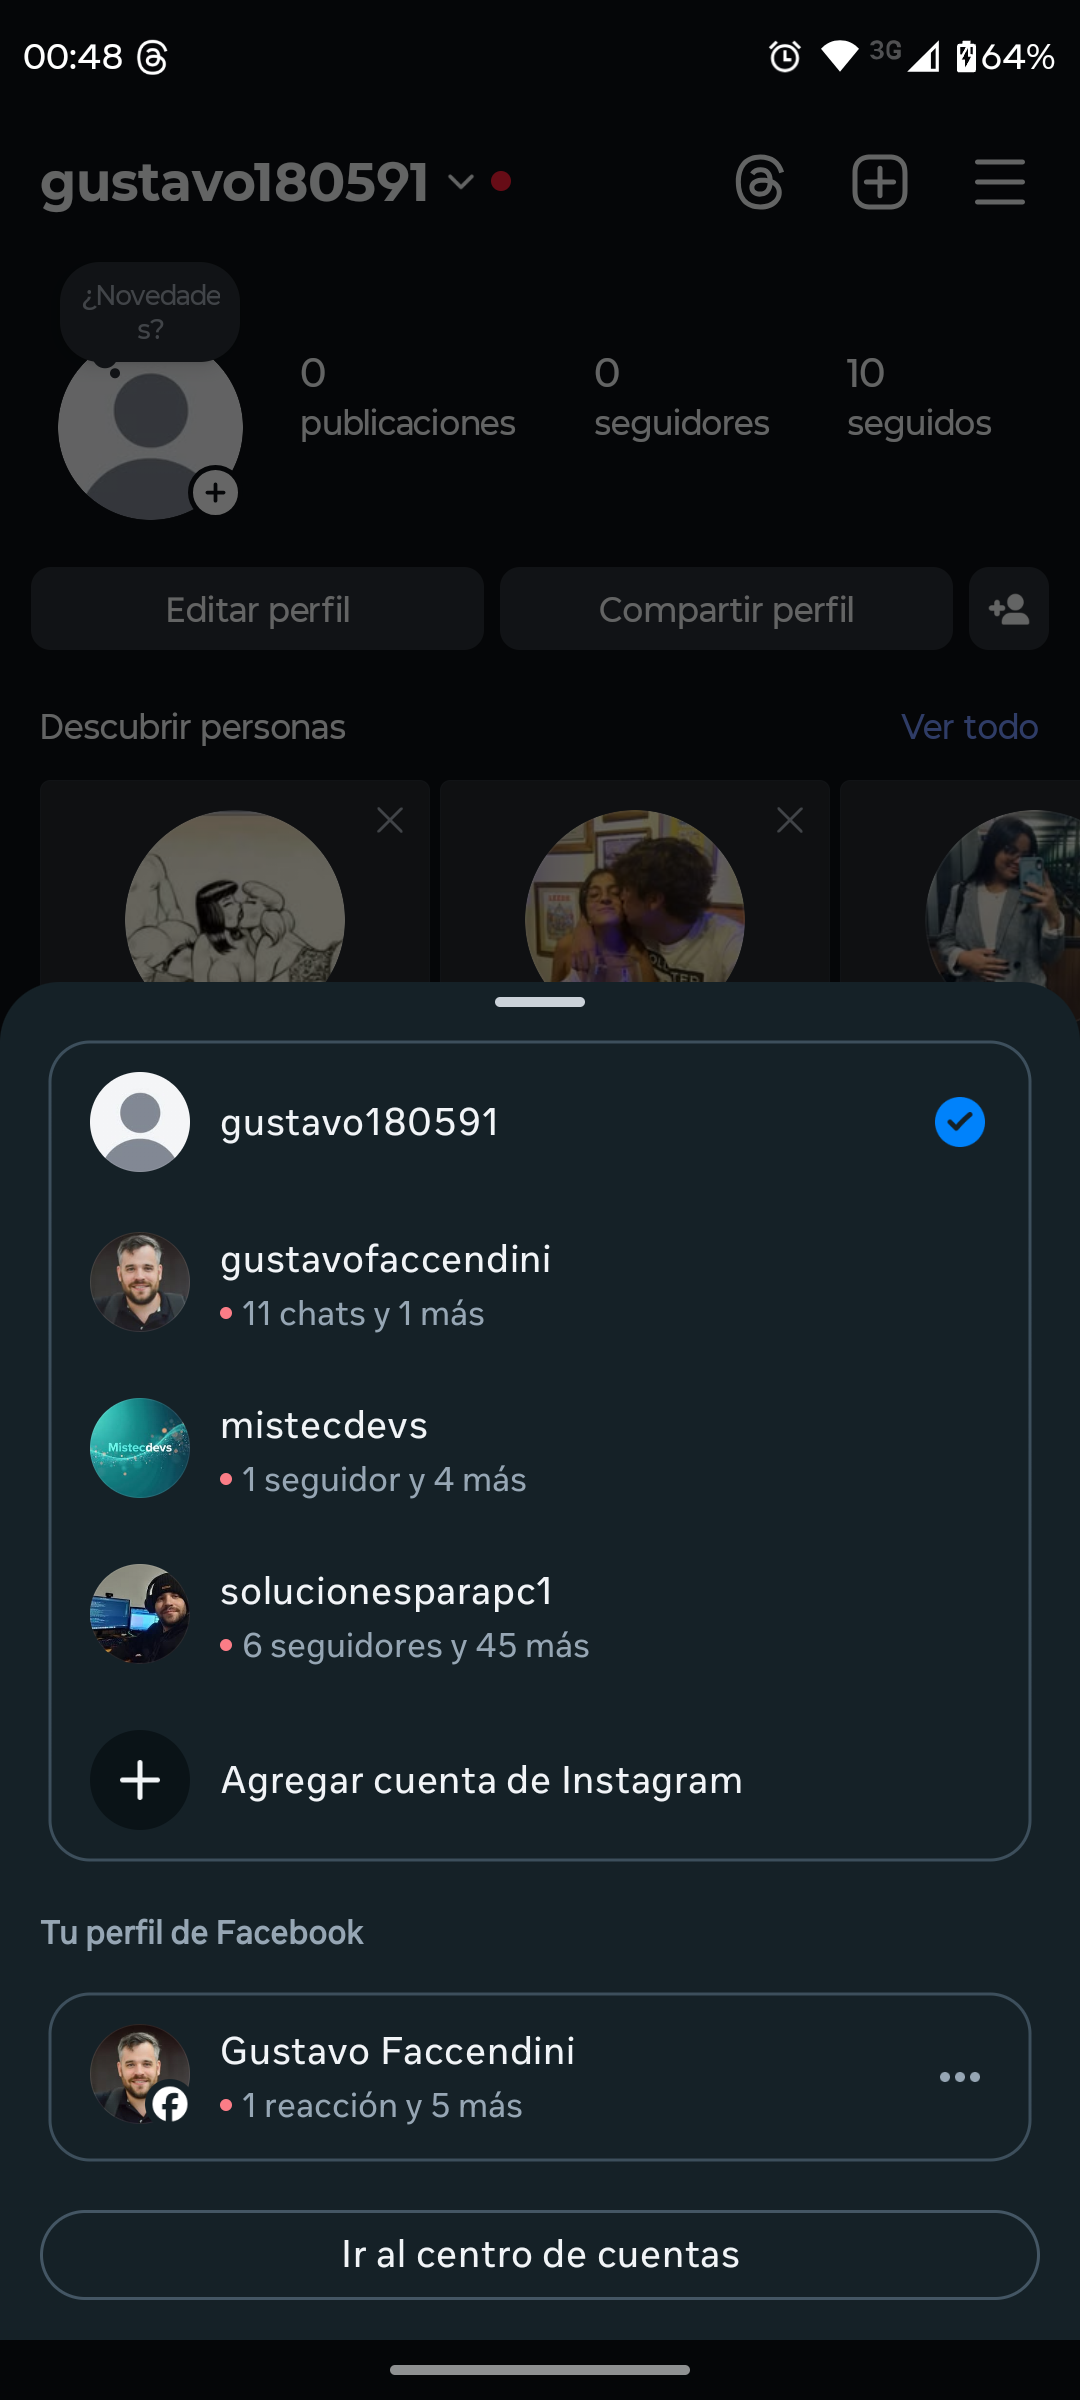 00:48
3G
64%
gustavo180591
¿Novedade
s?
0
publicaciones
0
seguidores
10
seguidos
Editar perfil
Compartir perfil
Descubrir personas
Ver todo
gustavo180591
gustavofaccendini
11 chats y 1 más
mistecdevs
Mistecdevs
1 seguidor y 4 más
solucionesparapc1
6 seguidores y 45 más
Agregar cuenta de Instagram
Tu perfil de Facebook
Gustavo Faccendini
1 reacción y 5 más
Ir al centro de cuentas